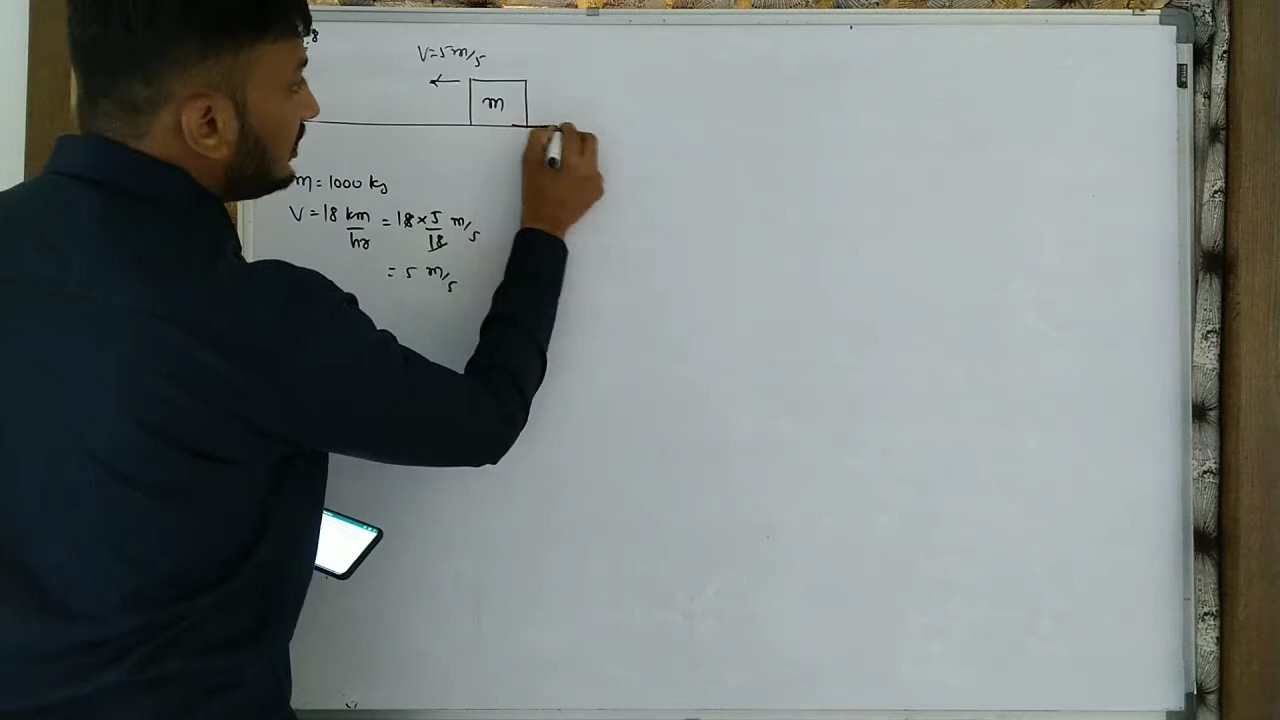 V=5m/s
m
m=1000 kg
V=18 km/hr = 18 × 5/18 m/s
= 5 m/s